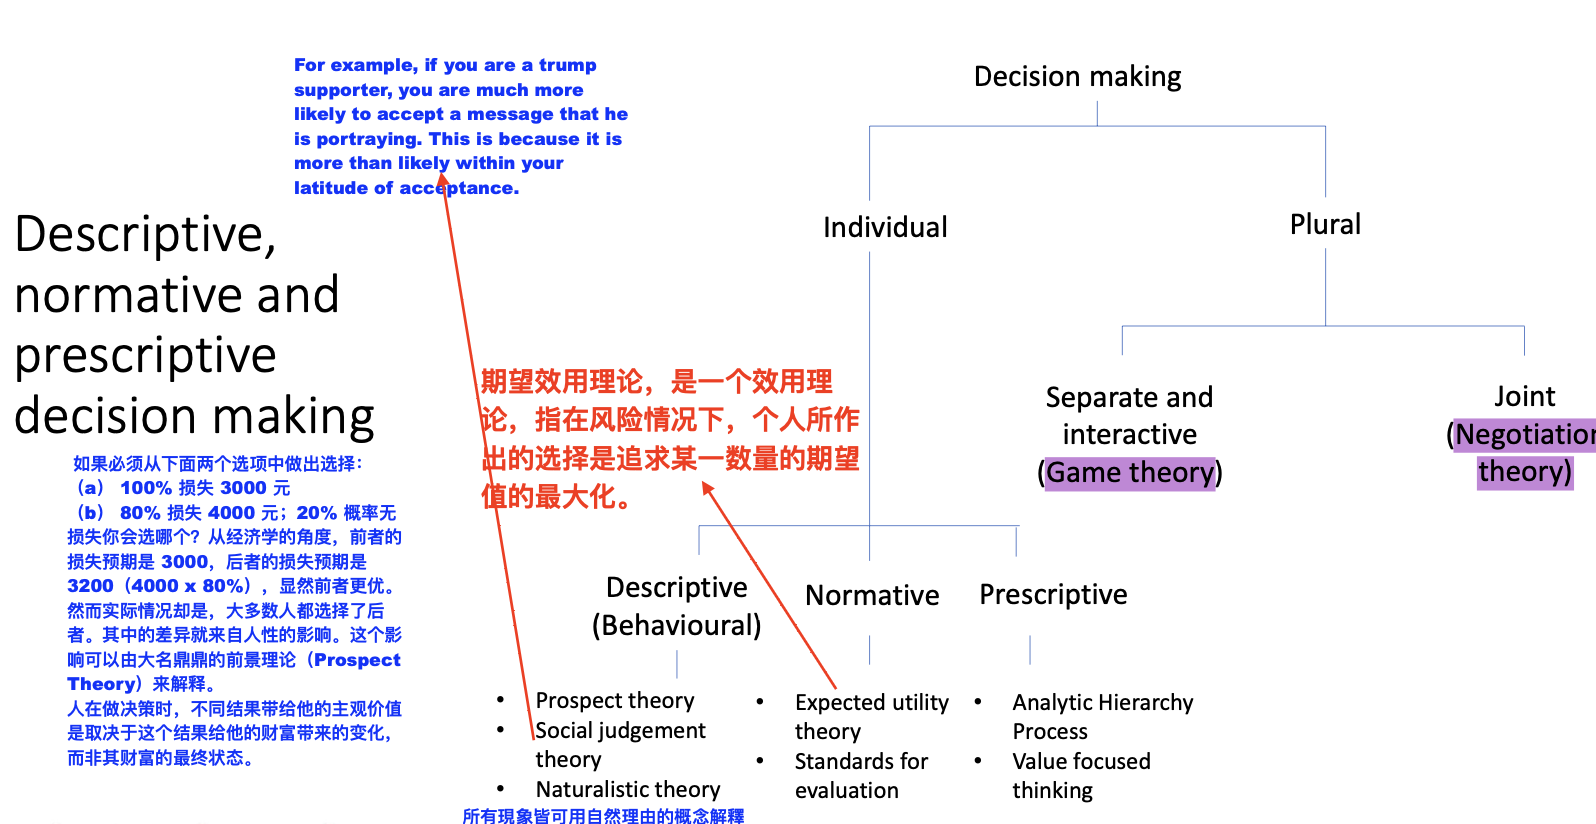 For example, if you are a trump
supporter, you are much more
likely to accept a message that he
is portraying. This is because it is
more than likely within your
latitude of acceptance.
Decision making
Individual
Plural
Descriptive,
normative and
prescriptive
decision making
期望效用理论，是一个效用理
论，指在风险情况下，个人所作
出的选择是追求某一数量的期望
值的最大化。
Separate and
interactive
(Game theory)
Joint
(Negotiation
theory)
如果必须从下面两个选项中做出选择：
（a） 100% 损失 3000 元
（b） 80% 损失 4000 元；20% 概率无
损失你会选哪个？从经济学的角度，前者的
损失预期是 3000，后者的损失预期是
3200（4000 x 80%），显然前者更优。
然而实际情况却是，大多数人都选择了后
者。其中的差异就来自人性的影响。这个影
响可以由大名鼎鼎的前景理论（Prospect
Theory）来解释。
人在做决策时，不同结果带给他的主观价值
是取决于这个结果给他的财富带来的变化，
而非其财富的最终状态。
Descriptive
(Behavioural)
Normative
Prescriptive
• Prospect theory
• Social judgement
theory
• Naturalistic theory
所有現象皆可用自然理由的概念解釋
• Expected utility
theory
• Standards for
evaluation
• Analytic Hierarchy
Process
• Value focused
thinking